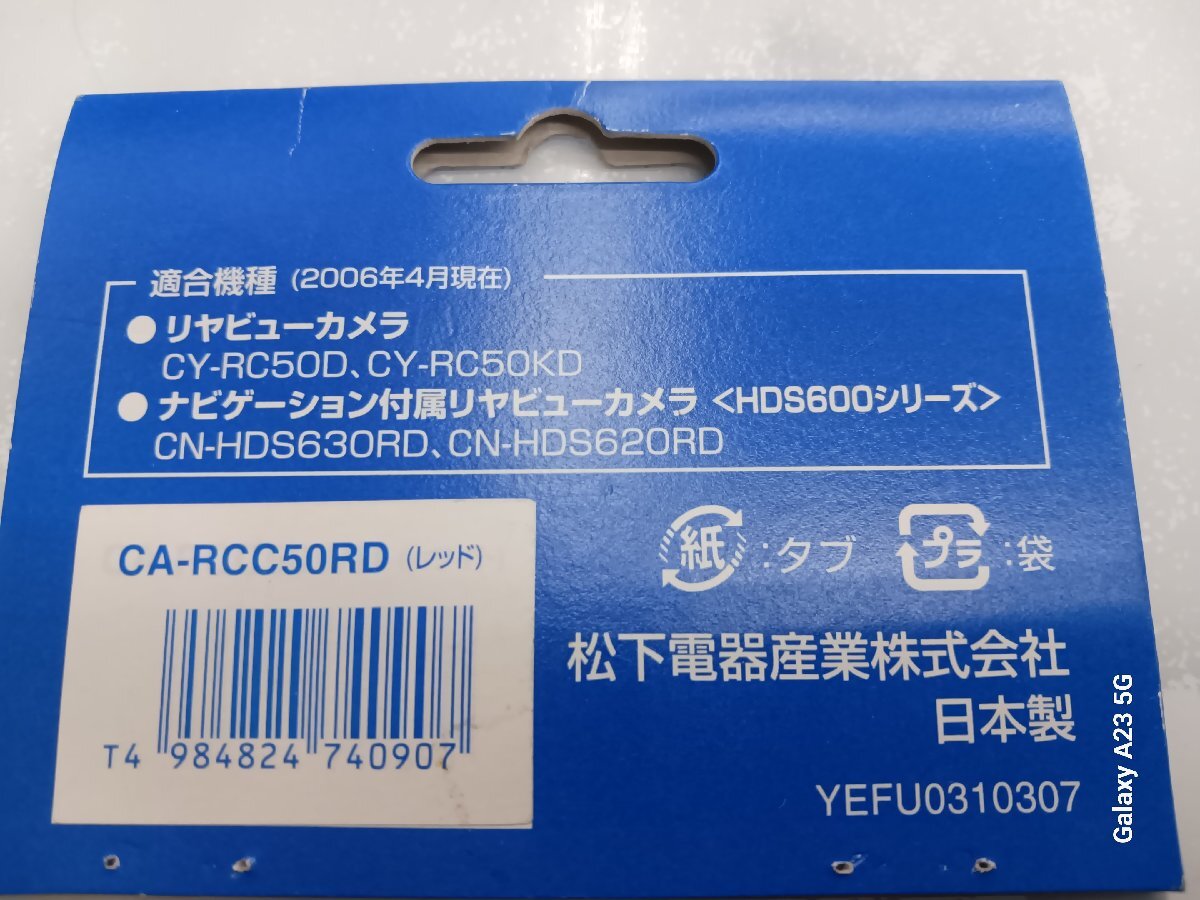 適合機種 (2006年4月現在)
● リヤビューカメラ
CY-RC50D、CY-RC50KD
● ナビゲーション付属リヤビューカメラ <HDS600シリーズ>
CN-HDS630RD、CN-HDS620RD
CA-RCC50RD (レッド)
T4 984824 740907
紙 :タブ プラ :袋
松下電器産業株式会社
日本製
YEFU0310307
Galaxy A23 5G